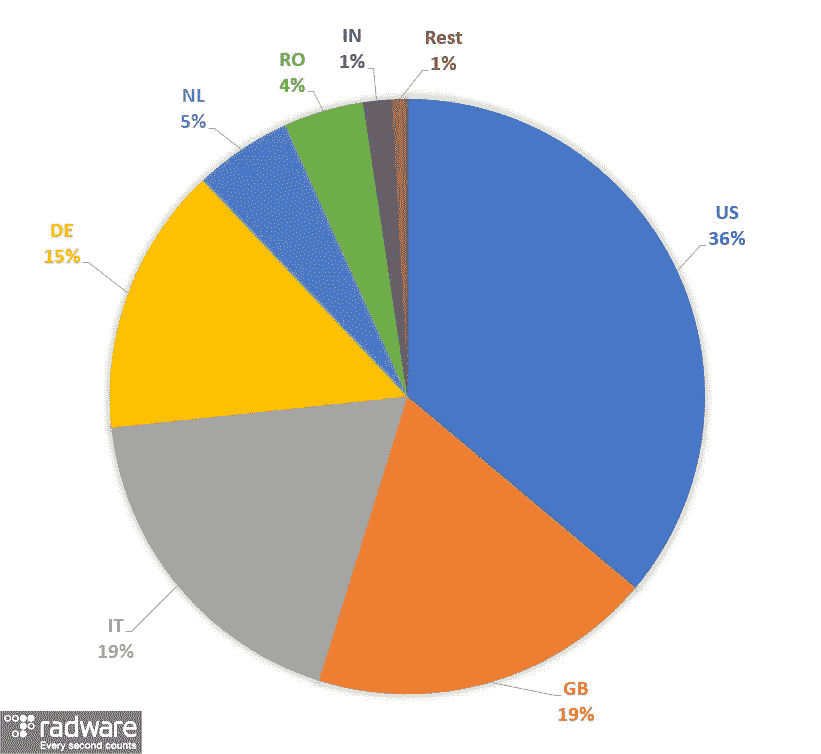 IN
1%
Rest
1%
RO
4%
NL
5%
US
36%
DE
15%
IT
19%
GB
19%
radware
Every second counts